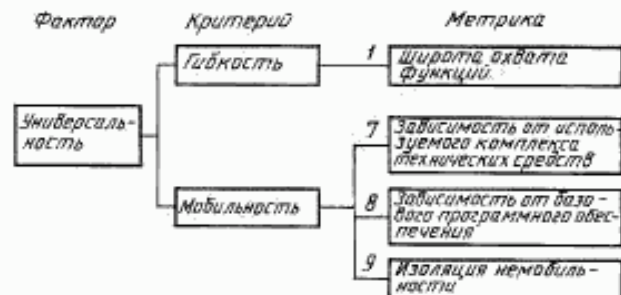 Фактор Критерий Метрика
Гибкость
1
Широта охвата
функций.
Универсаль-
ность
7
Зависимость от исполь-
зуемого комплекса
технических средств
Мобильность
8
Зависимость от базо-
вого программного обес-
печения
9
Изоляция немобиль-
ности